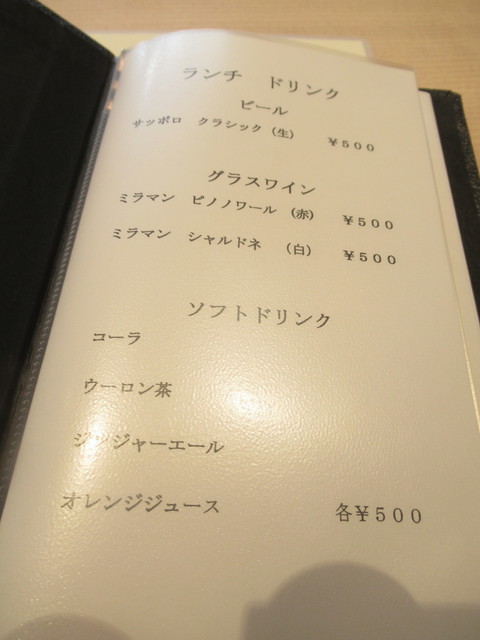 ランチ ドリンク
ビール
サッポロ クラシック（生） ￥５００
グラスワイン
ミラマン ピノノワール （赤） ￥５００
ミラマン シャルドネ （白） ￥５００
ソフトドリンク
コーラ
ウーロン茶
ジンジャーエール
オレンジジュース 各￥５００